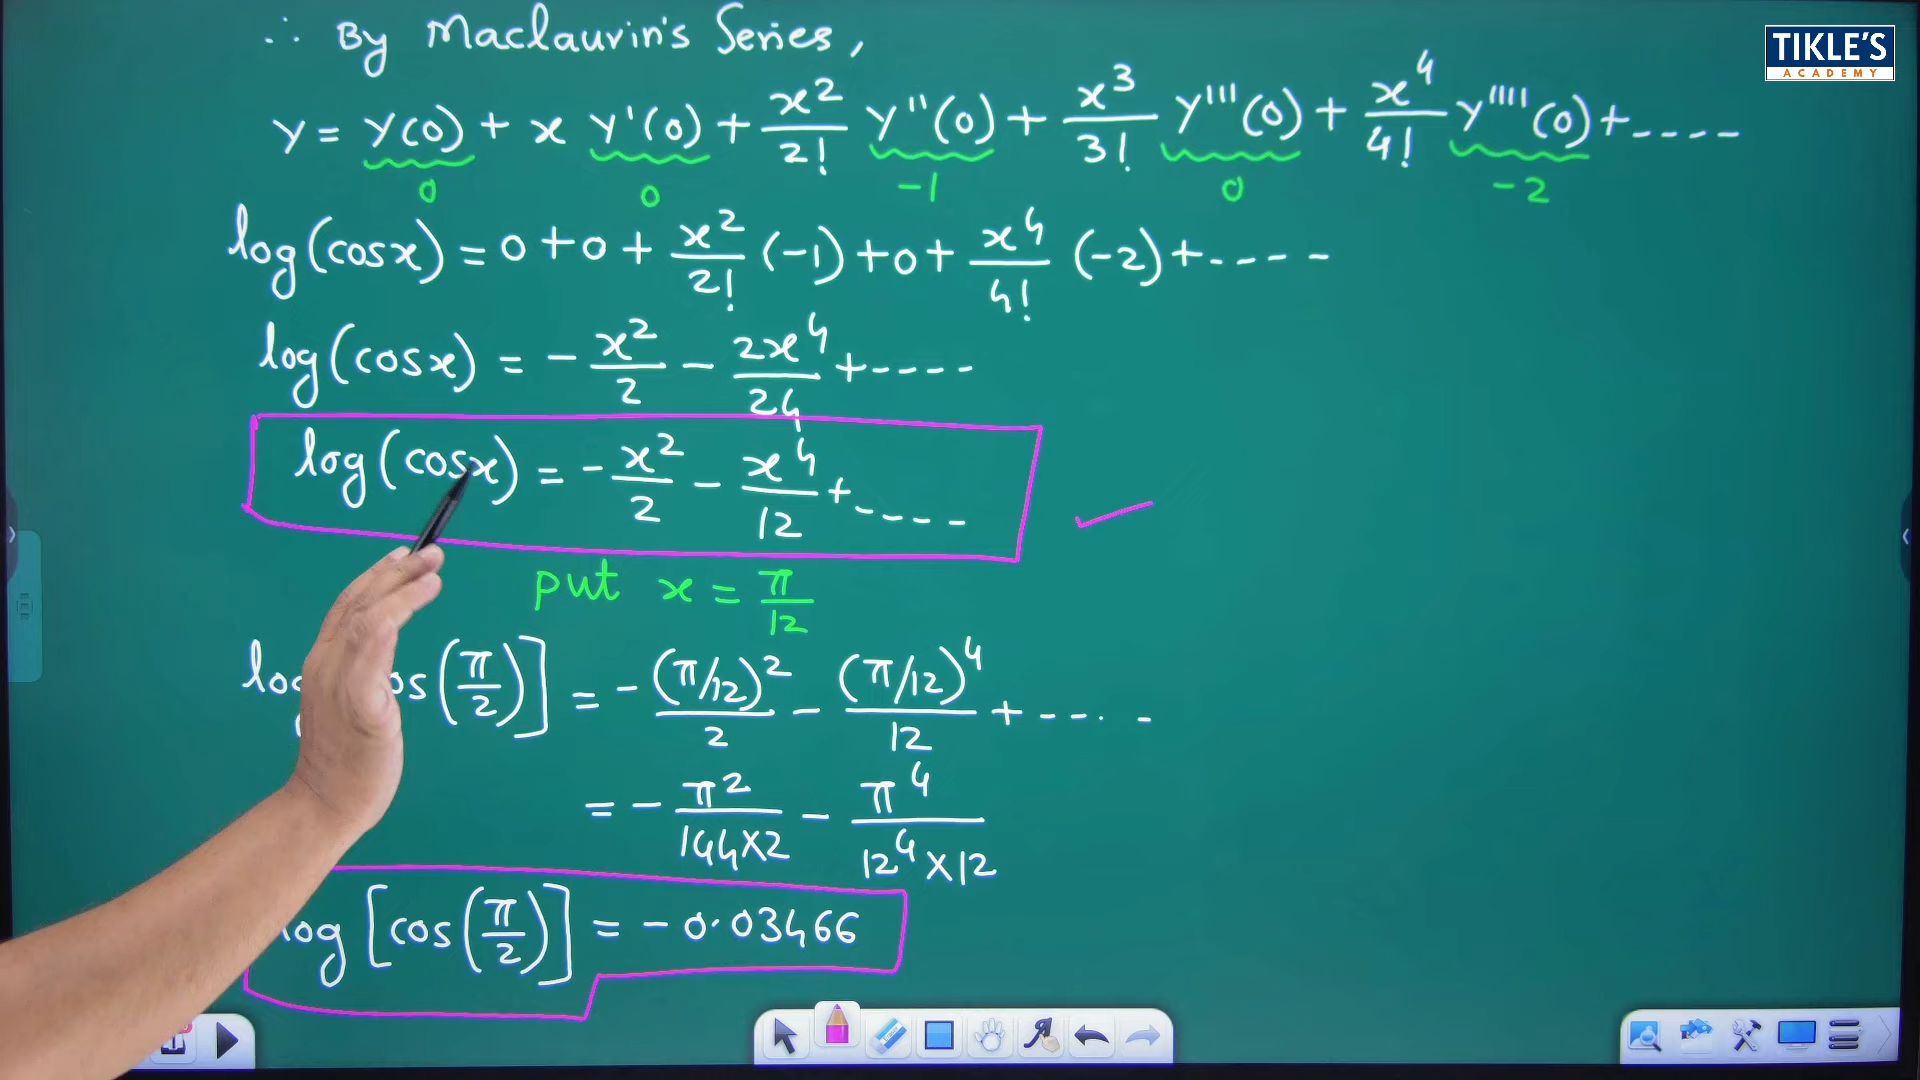 ∴ By Maclaurin's Series,
TIKLE'S
ACADEMY
y = y(0) + x y'(0) + x²/2! y''(0) + x³/3! y'''(0) + x⁴/4! y''''(0) + ----
0 0 -1 0 -2
log(cosx) = 0 + 0 + x²/2! (-1) + 0 + x⁴/4! (-2) + ----
log(cosx) = - x²/2 - 2x⁴/24 + ----
log(cosx) = - x²/2 - x⁴/12 + ----
put x = π/12
log cos(π/2)] = - (π/12)²/2 - (π/12)⁴/12 + ----
= - π²/144×2 - π⁴/12⁴×12
log [cos(π/2)] = - 0.03466